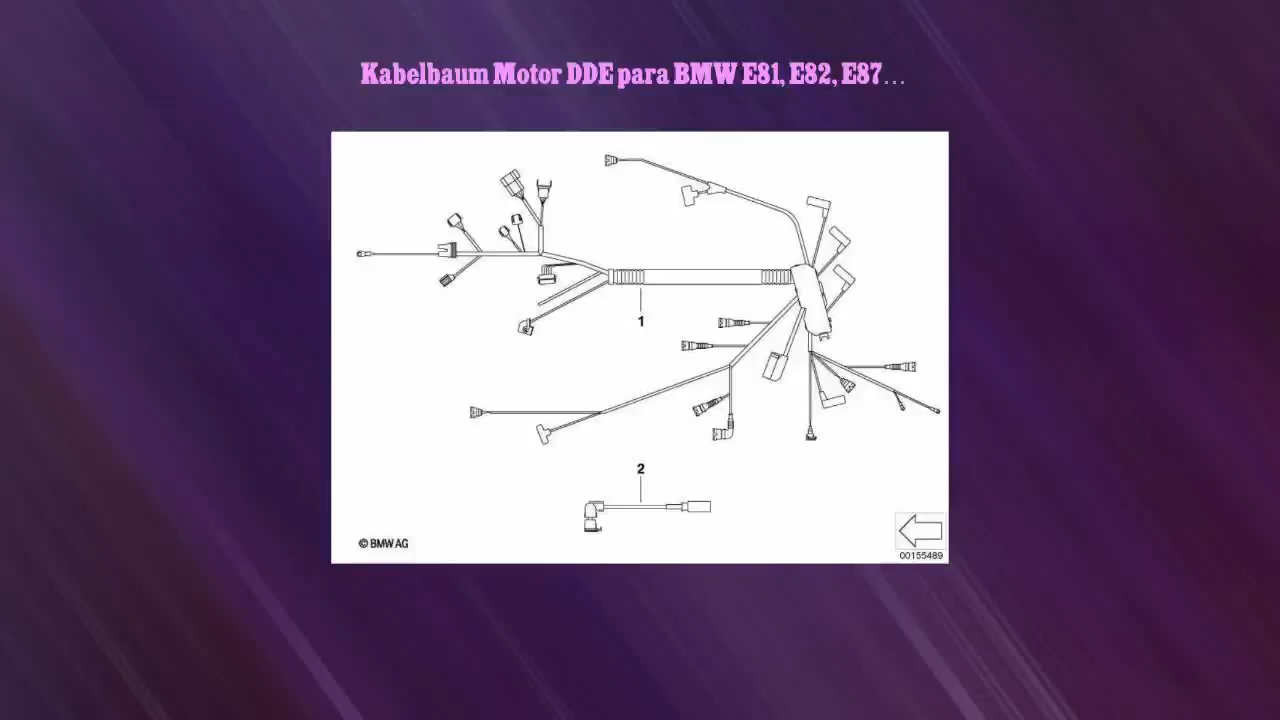 Kabelbaum Motor DDE para BMW E81, E82, E87...
1
2
© BMW AG
00155489